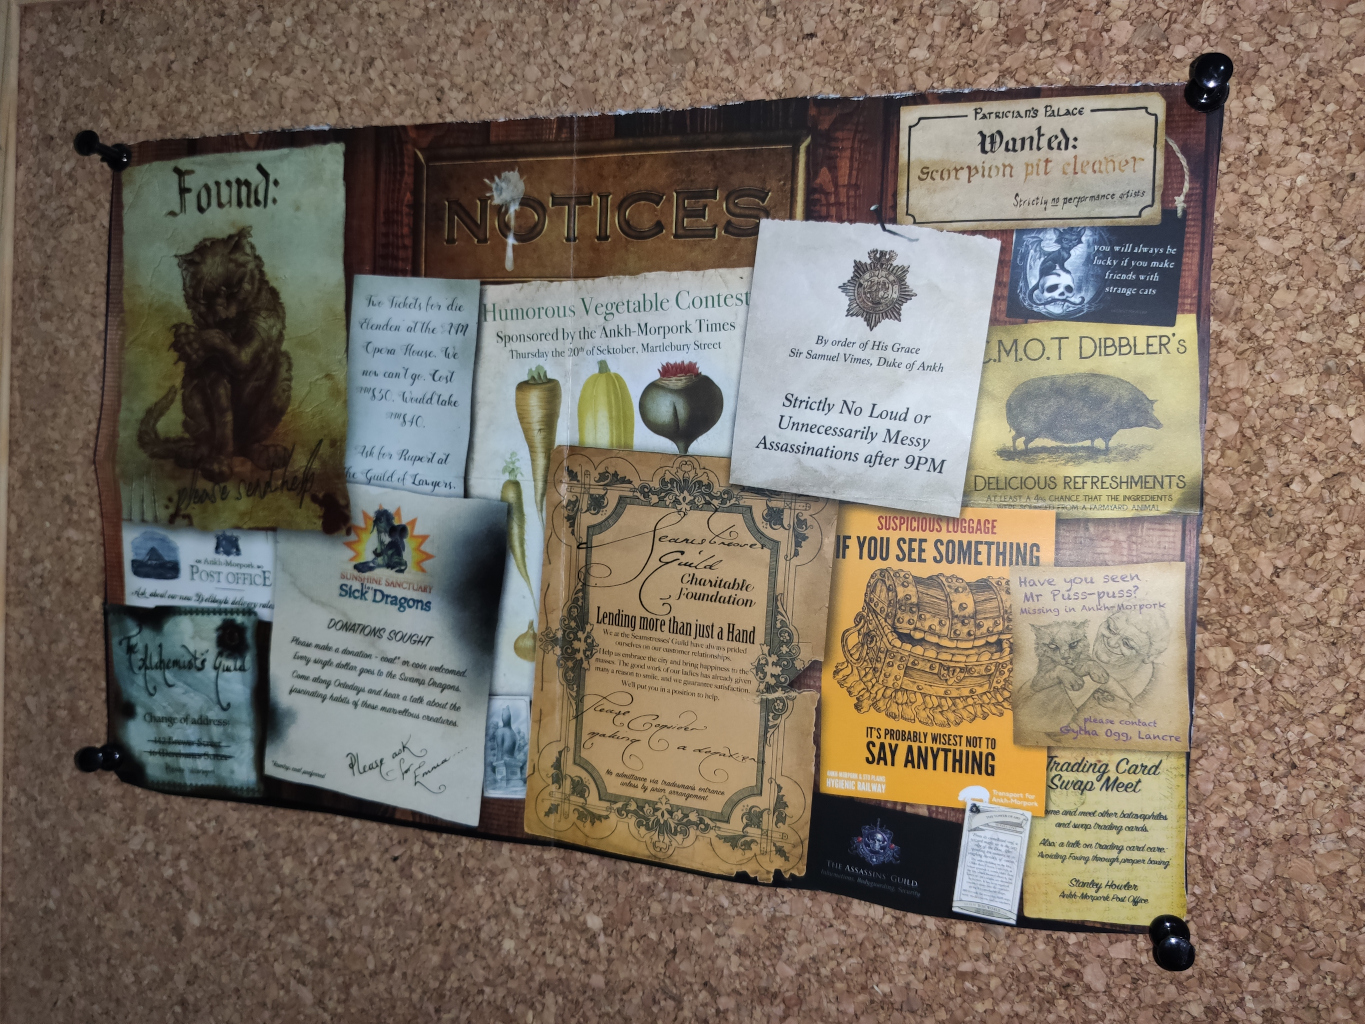 Found:
please send help
NOTICES
PATRICIAN'S PALACE
Wanted:
scorpion pit cleaner
Strictly no performance artists
you will always be
lucky if you make
friends with
strange cats
Two Tickets for die
Elenden at the
Opera House. We
now can't go. Cost
$50. Would take
$40.
Ask for Rupert at
the Guild of Lawyers.
Humorous Vegetable Contest
Sponsored by the Ankh-Morpork Times
Thursday the 20th of Sektober, Martlebury Street
By order of His Grace
Sir Samuel Vimes, Duke of Ankh
Strictly No Loud or
Unnecessarily Messy
Assassinations after 9PM
C.M.O.T DIBBLER'S
DELICIOUS REFRESHMENTS
AT LEAST A 4% CHANCE THAT THE INGREDIENTS
FROM A FARMYARD ANIMAL
Ankh-Morpork
POST OFFICE
Ask about our new delivery rates
The
Alchemist's Guild
Change of address:
SUNSHINE SANCTUARY
for Sick Dragons
DONATIONS SOUGHT
Please make a donation - coal* or coin welcomed.
Every single dollar goes to the Swamp Dragons.
Come along Octedays and hear a talk about the
fascinating habits of these marvellous creatures.
Please ask
for Emma
Seamstresses'
Guild
Charitable
Foundation
Lending more than just a Hand
We at the Seamstresses' Guild have always prided
ourselves on our customer relationships.
Help us embrace the city and bring happiness to the
masses. The good work of our ladies has already given
many a reason to smile, and we guarantee satisfaction.
We'll put you in a position to help.
Please Consider
making a donation
No admittance via tradesman's entrance
unless by prior arrangement.
SUSPICIOUS LUGGAGE
IF YOU SEE SOMETHING
IT'S PROBABLY WISEST NOT TO
SAY ANYTHING
ANKH MORPORK & STO PLAINS
HYGIENIC RAILWAY
Transport for
Ankh-Morpork
Have you seen
Mr Puss-puss?
Missing in Ankh-Morpork
please contact
Gytha Ogg, Lancre
Trading Card
Swap Meet
and meet other
and swap trading cards.
Also, a talk on trading card care;
Avoiding Foxing through proper boxing
Stanley Howler
Ankh-Morpork Post Office
THE ASSASSINS' GUILD